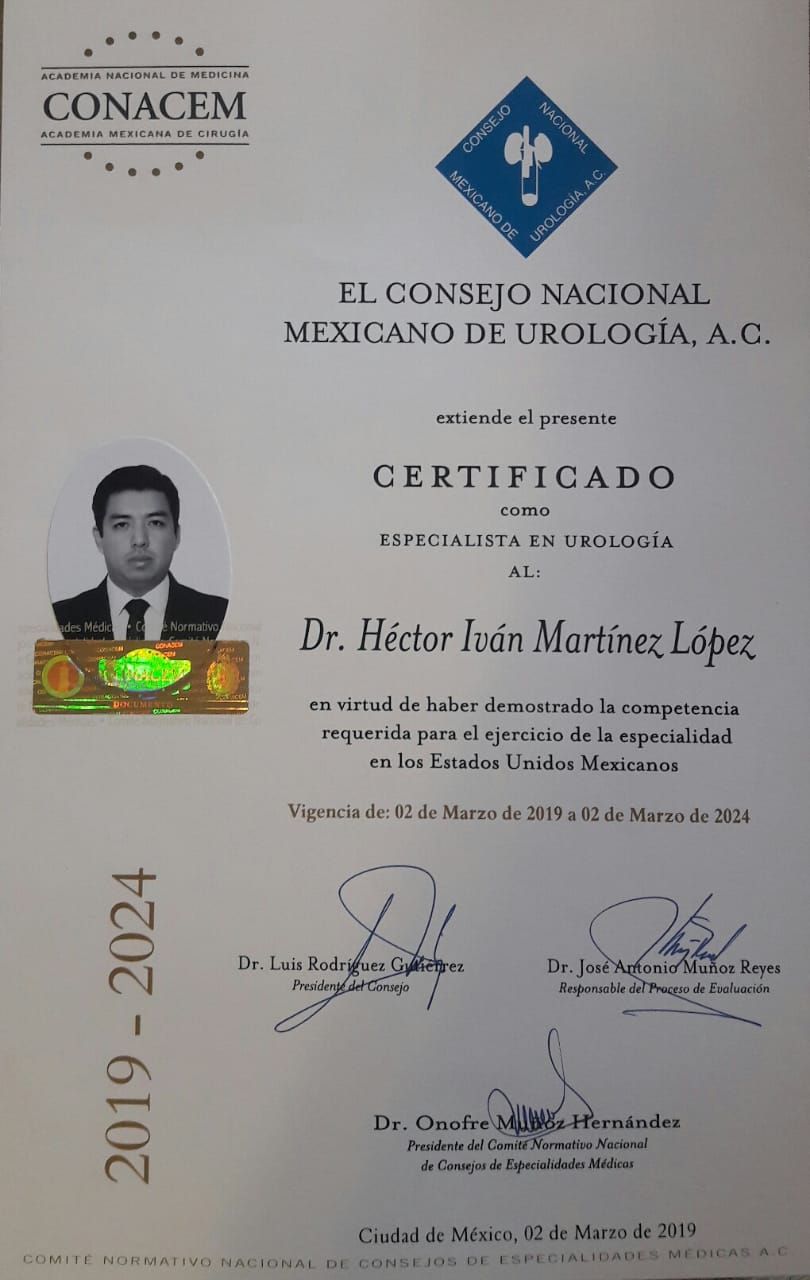 ACADEMIA NACIONAL DE MEDICINA
CONACEM
ACADEMIA MEXICANA DE CIRUGÍA
CONSEJO NACIONAL
MEXICANO DE UROLOGÍA, A.C.
EL CONSEJO NACIONAL
MEXICANO DE UROLOGÍA, A.C.
extiende el presente
CERTIFICADO
como
ESPECIALISTA EN UROLOGÍA
AL:
Dr. Héctor Iván Martínez López
en virtud de haber demostrado la competencia
requerida para el ejercicio de la especialidad
en los Estados Unidos Mexicanos
Vigencia de: 02 de Marzo de 2019 a 02 de Marzo de 2024
Normativo
CONACEM
DOCUMENTO
2019 - 2024
Dr. Luis Rodríguez Gutiérrez
Presidente del Consejo
Dr. José Antonio Muñoz Reyes
Responsable del Proceso de Evaluación
Dr. Onofre Muñoz Hernández
Presidente del Comité Normativo Nacional
de Consejos de Especialidades Médicas
Ciudad de México, 02 de Marzo de 2019
COMITÉ NORMATIVO NACIONAL DE CONSEJOS DE ESPECIALIDADES MÉDICAS A.C.